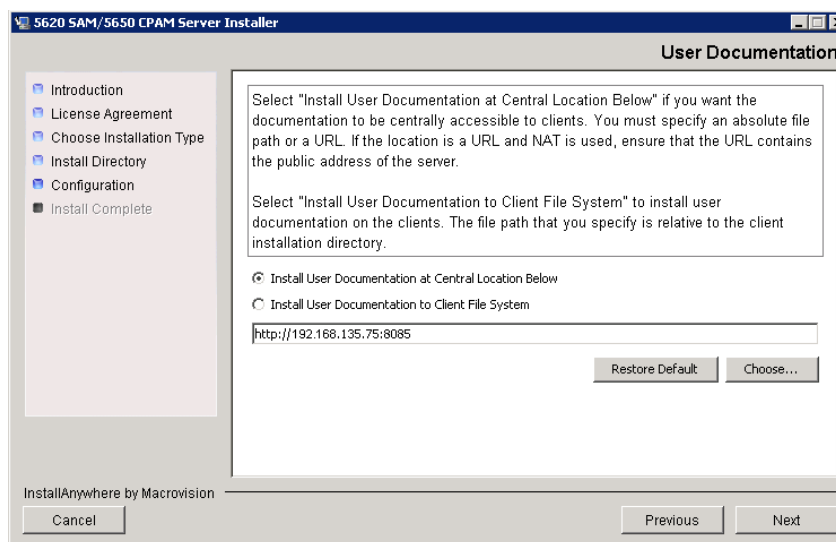 5620 SAM/5650 CPAM Server Installer
User Documentation
Introduction
License Agreement
Choose Installation Type
Install Directory
Configuration
Install Complete
Select "Install User Documentation at Central Location Below" if you want the
documentation to be centrally accessible to clients. You must specify an absolute file
path or a URL. If the location is a URL and NAT is used, ensure that the URL contains
the public address of the server.
Select "Install User Documentation to Client File System" to install user
documentation on the clients. The file path that you specify is relative to the client
installation directory.
Install User Documentation at Central Location Below
Install User Documentation to Client File System
http://192.168.135.75:8085
Restore Default
Choose...
InstallAnywhere by Macrovision
Cancel
Previous
Next